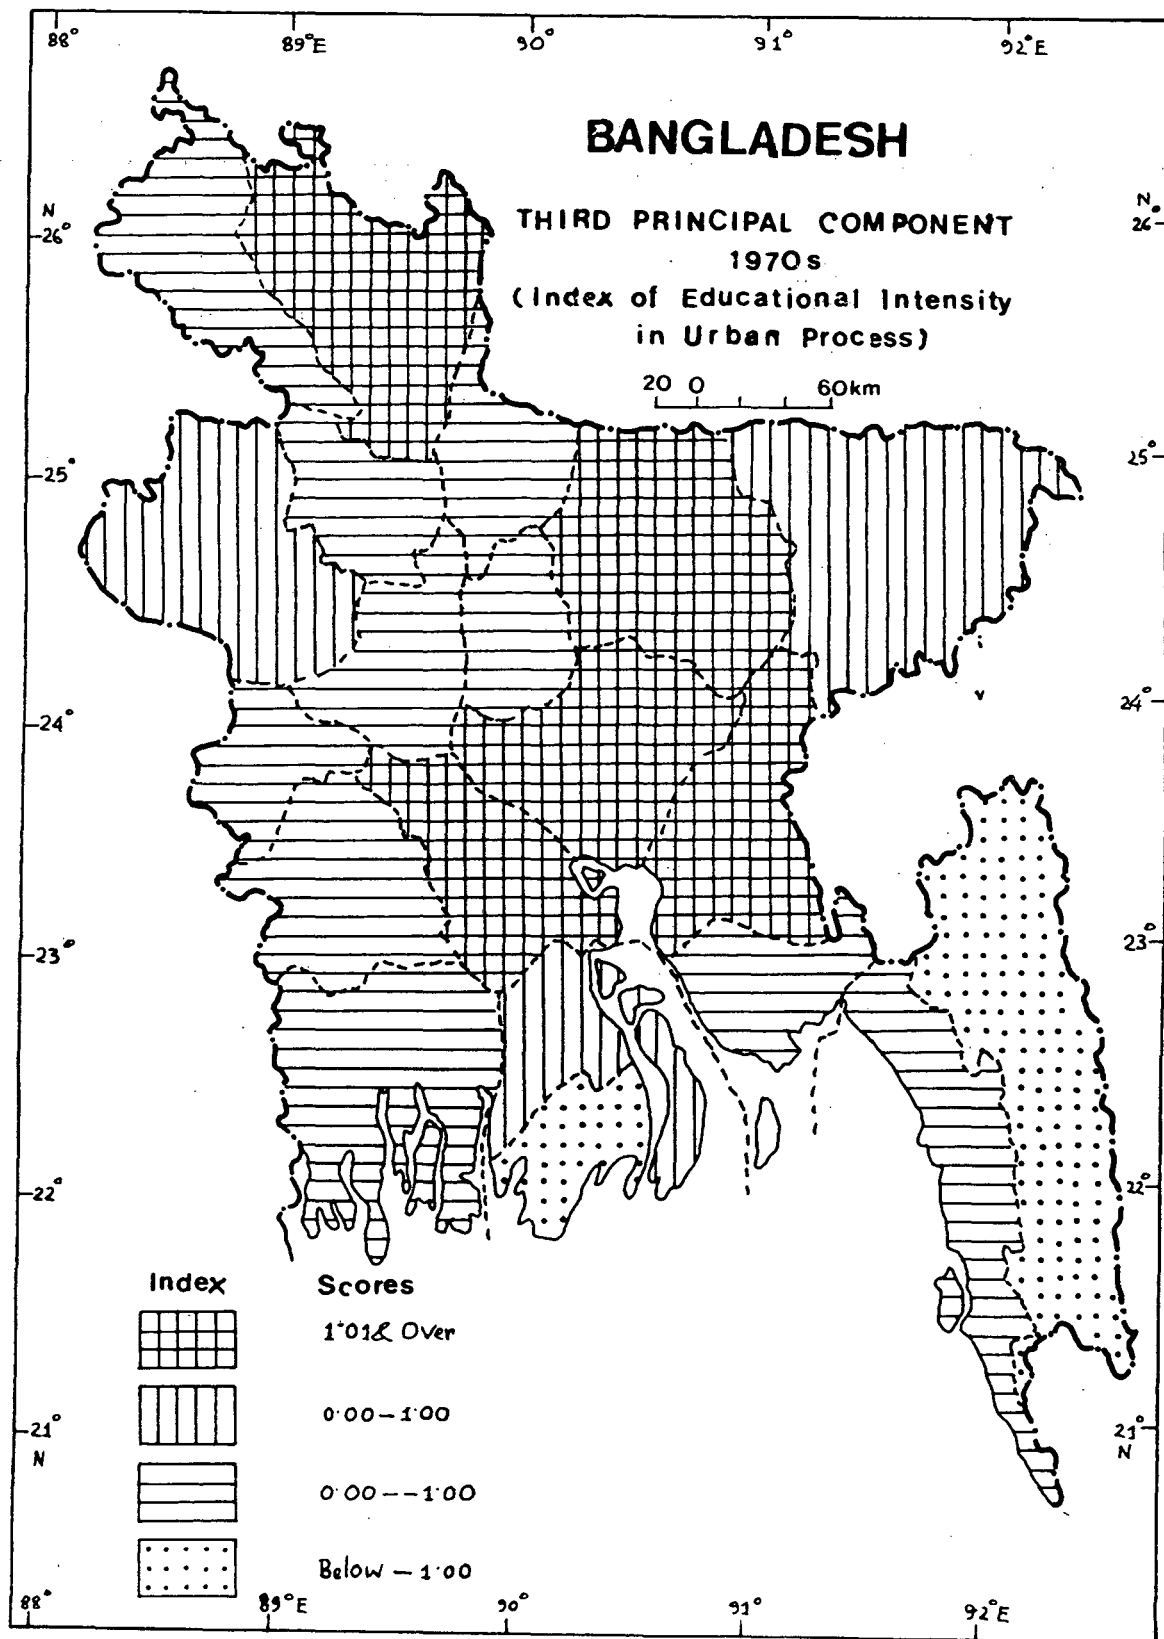 88° 89°E 90° 91° 92°E
BANGLADESH
N N
26° 26°
THIRD PRINCIPAL COMPONENT
1970s
(Index of Educational Intensity
in Urban Process)
20 0 60km
25° 25°
24° 24°
23° 23°
22° 22°
Index Scores
1·01& Over
0·00-1·00
21° 21°
N N
0·00--1·00
Below - 1·00
88° 89°E 90° 91° 92°E